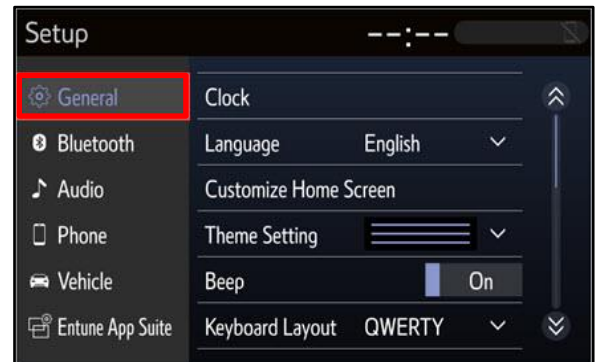 Setup --:--
General
Clock
Bluetooth
Language English
Audio
Customize Home Screen
Phone
Theme Setting
Vehicle
Beep On
Entune App Suite
Keyboard Layout QWERTY